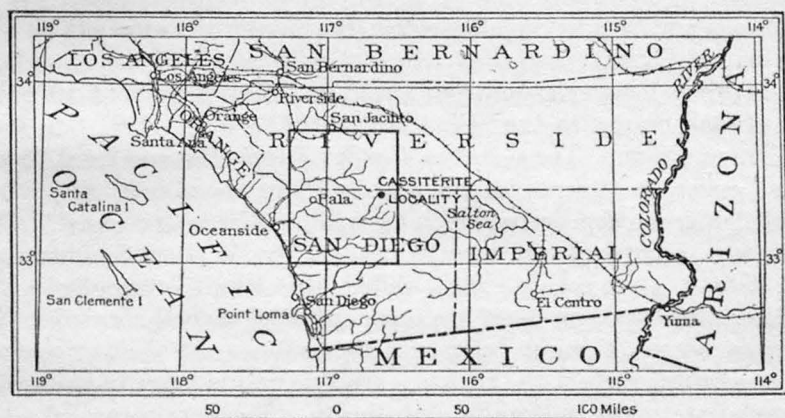 119° 118° 117° 116° 115° 114°
SAN BERNARDINO
LOS ANGELES
Los Angeles
San Bernardino
34°
34°
RIVER
Riverside
Orange
ORANGE
San Jacinto
Santa Ana
RIVERSIDE
PACIFIC OCEAN
Santa
Catalina I
CASSITERITE
LOCALITY
Pala
Salton
Sea
COLORADO
ARIZONA
Oceanside
SAN DIEGO
IMPERIAL
33°
33°
San Clemente I
San Diego
Point Loma
El Centro
Yuma
MEXICO
119° 118° 117° 116° 115° 114°
50 0 50 100 Miles